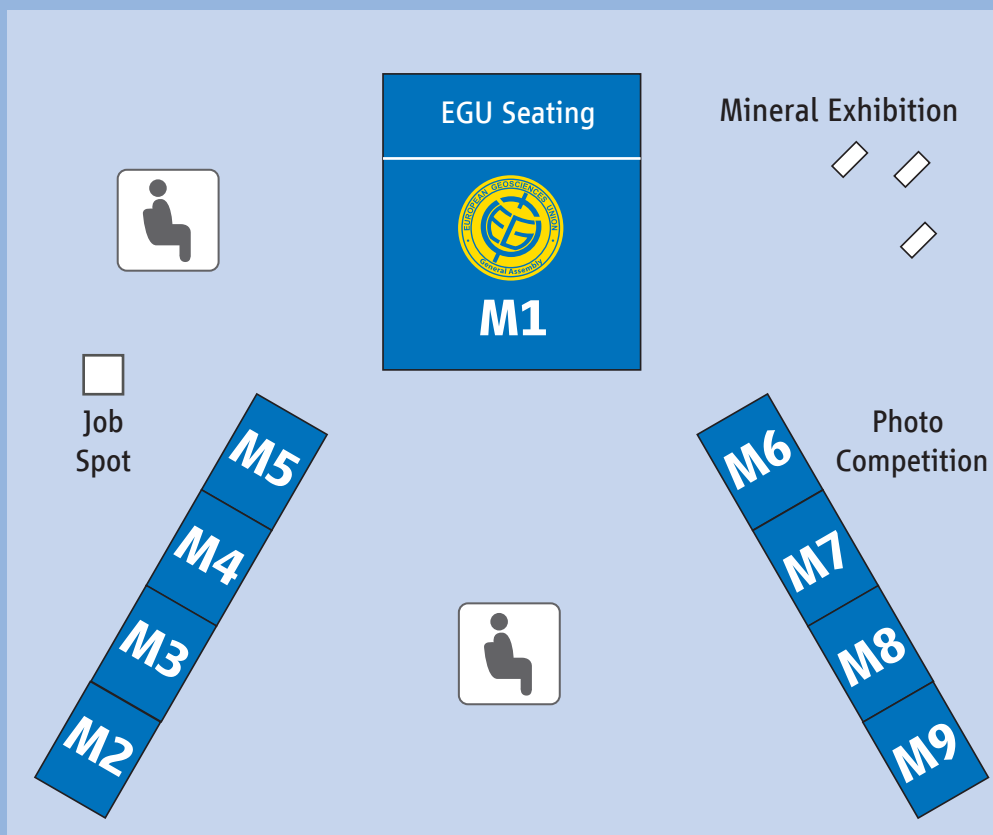 EGU Seating
Mineral Exhibition
EUROPEAN GEOSCIENCES UNION
EGU
General Assembly
M1
Job
Spot
Photo
Competition
M5
M6
M4
M7
M3
M8
M2
M9